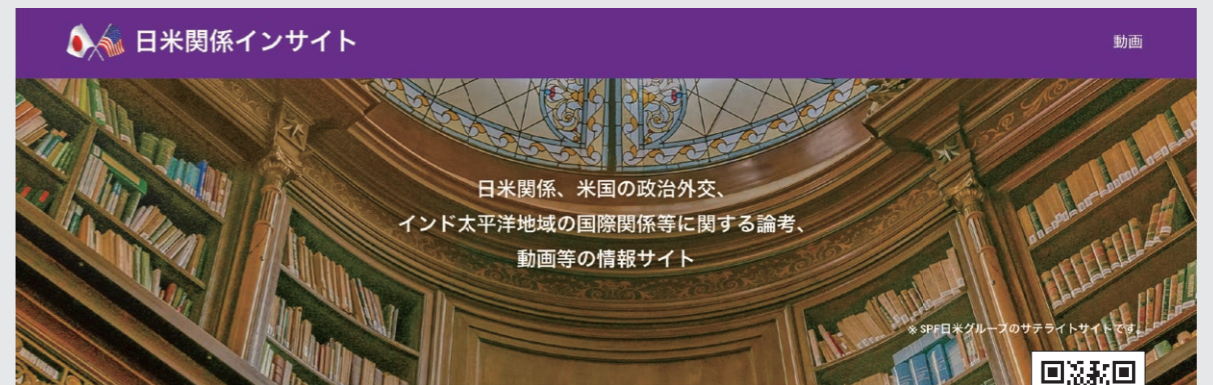 日米関係インサイト
動画
日米関係、米国の政治外交、
インド太平洋地域の国際関係等に関する論考、
動画等の情報サイト
※ SPF日米グループのサテライトサイトです。